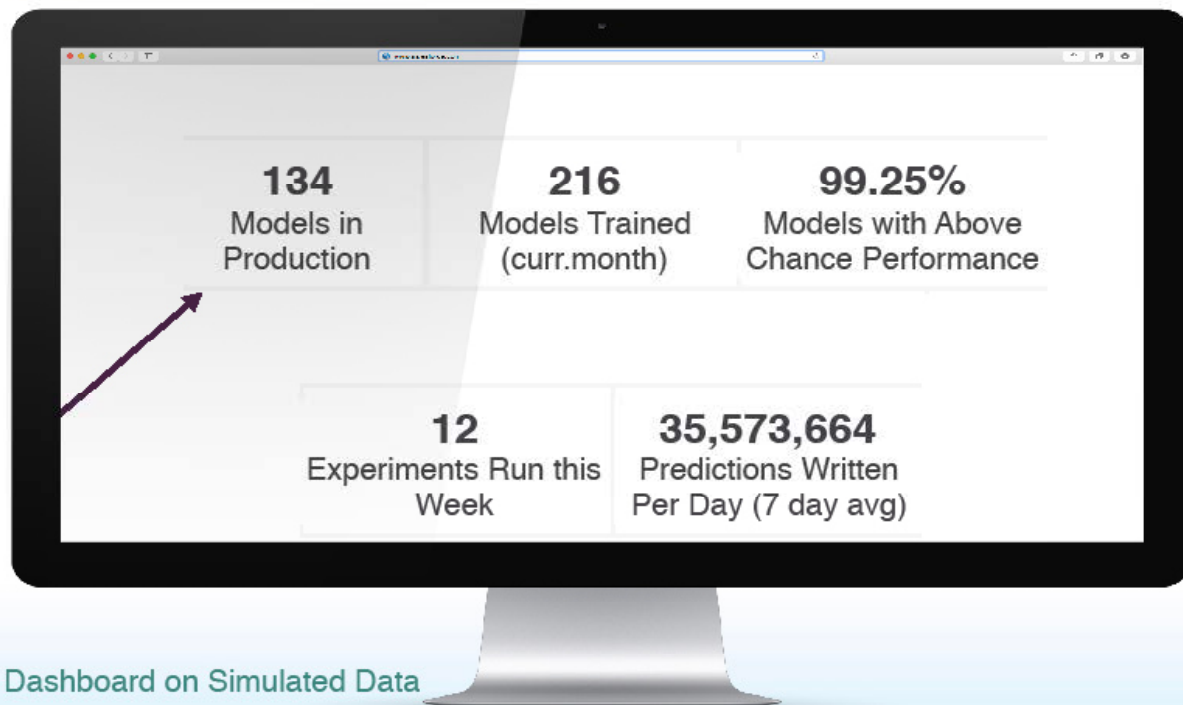 134
Models in
Production
216
Models Trained
(curr.month)
99.25%
Models with Above
Chance Performance
12
Experiments Run this
Week
35,573,664
Predictions Written
Per Day (7 day avg)
Dashboard on Simulated Data